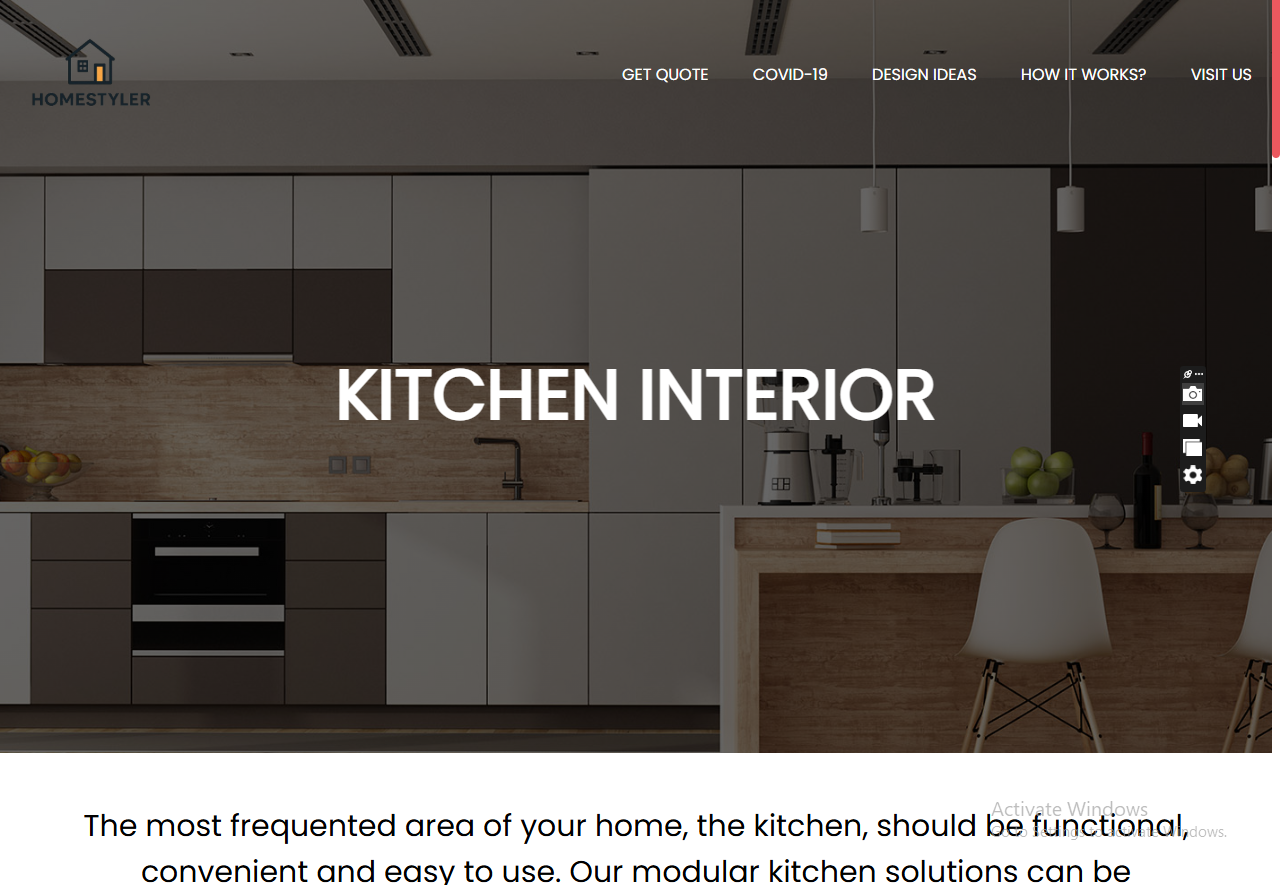 HOMESTYLER
GET QUOTE COVID-19 DESIGN IDEAS HOW IT WORKS? VISIT US
KITCHEN INTERIOR
The most frequented area of your home, the kitchen, should be functional,
convenient and easy to use. Our modular kitchen solutions can be
Activate Windows
Go to Settings to activate Windows.